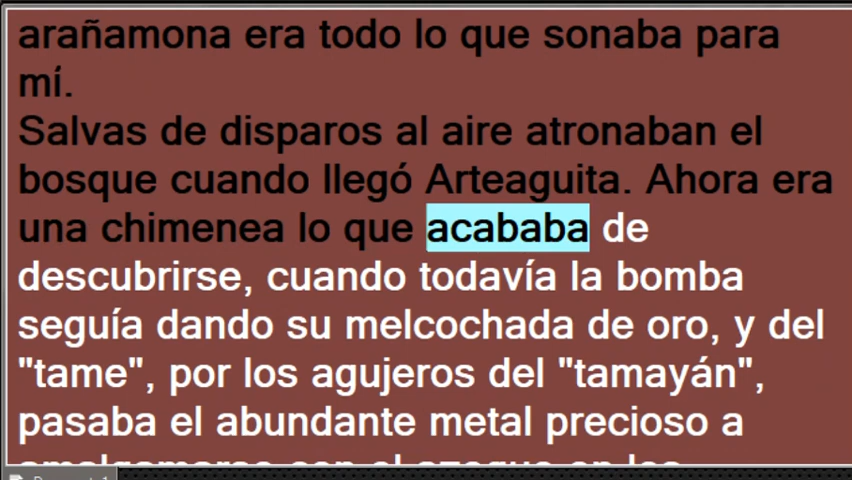 arañamona era todo lo que sonaba para
mí.
Salvas de disparos al aire atronaban el
bosque cuando llegó Arteaguita. Ahora era
una chimenea lo que acababa de
descubrirse, cuando todavía la bomba
seguía dando su melcochada de oro, y del
"tame", por los agujeros del "tamayán",
pasaba el abundante metal precioso a